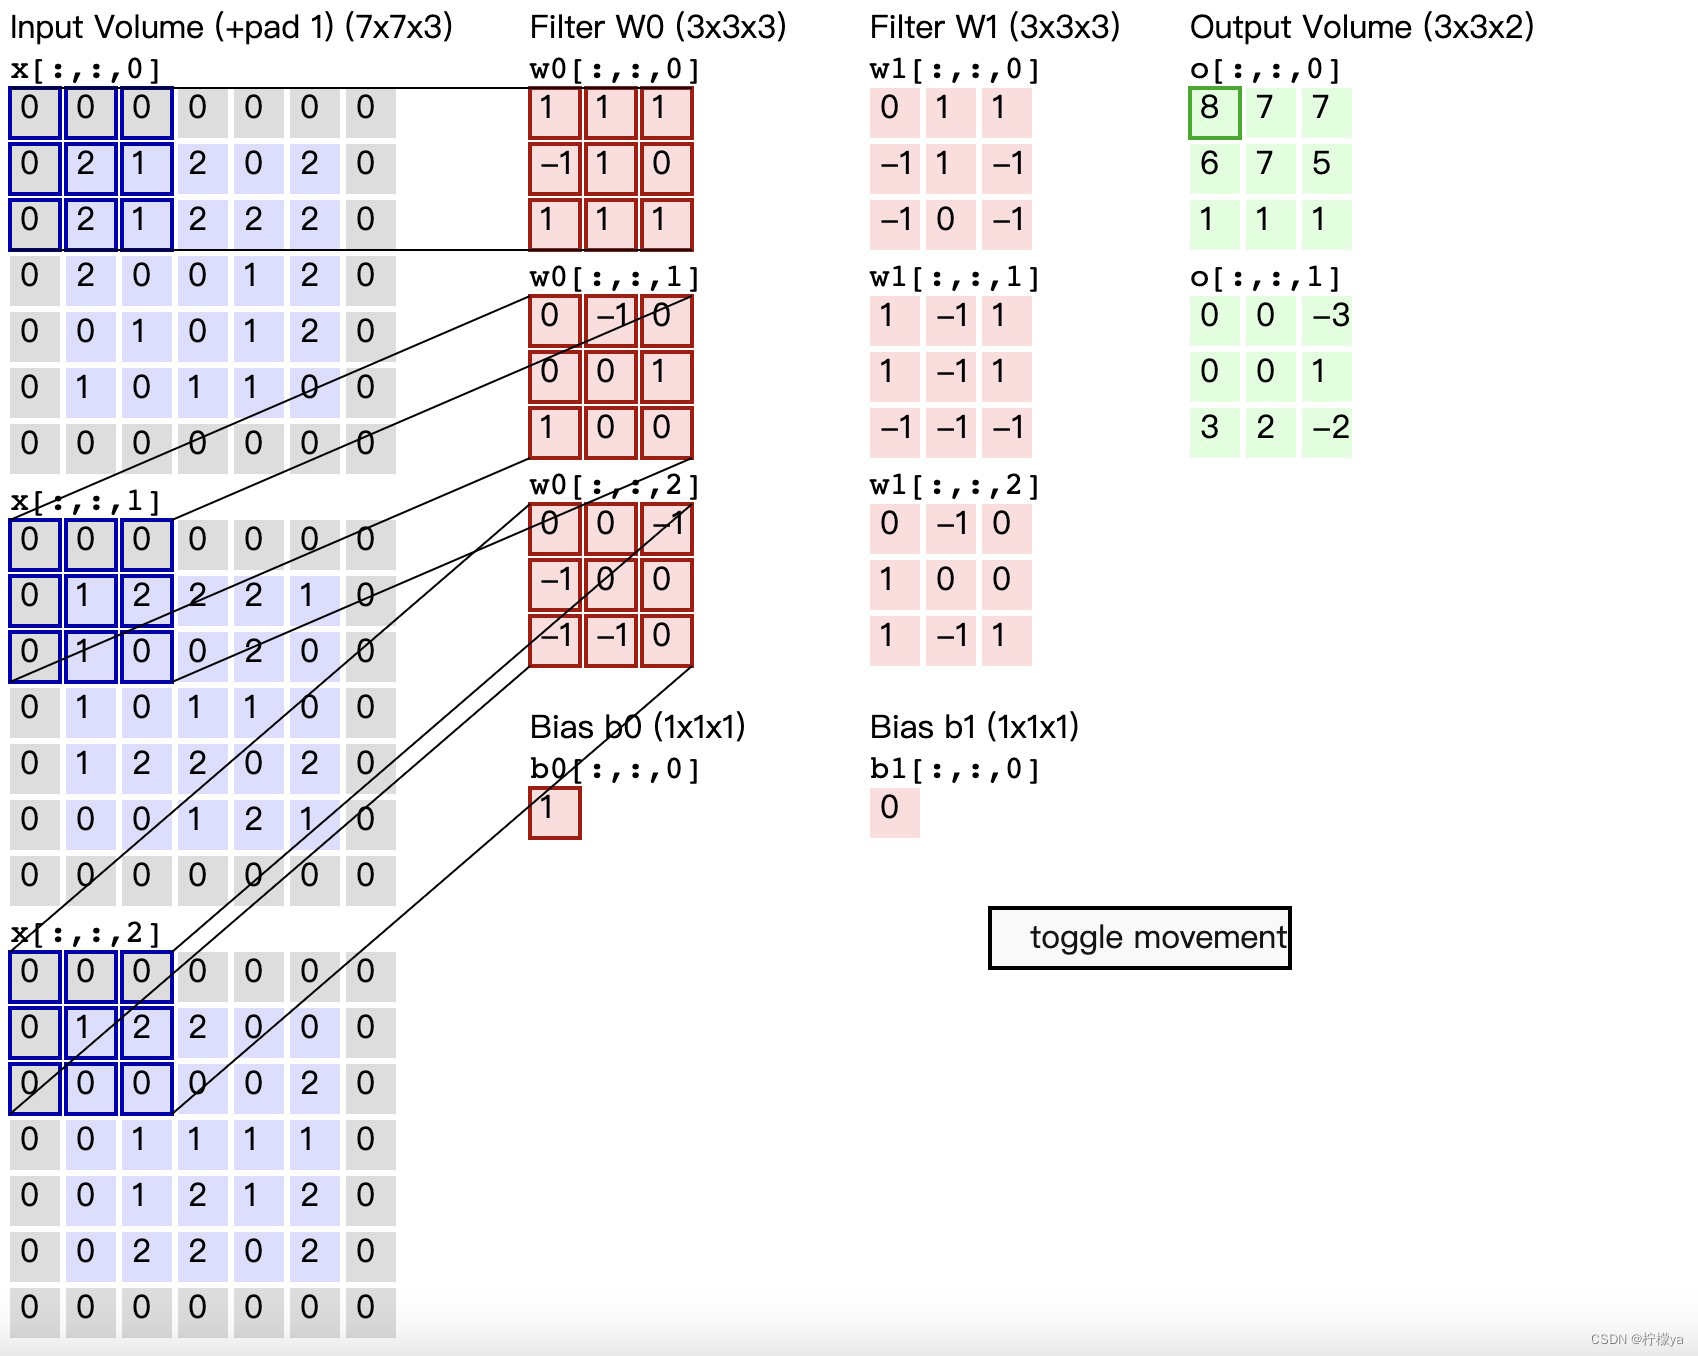 Input Volume (+pad 1) (7x7x3)
x[:,:,0]
0 0 0 0 0 0 0
0 2 1 2 0 2 0
0 2 1 2 2 2 0
0 2 0 0 1 2 0
0 0 1 0 1 2 0
0 1 0 1 1 0 0
0 0 0 0 0 0 0
x[:,:,1]
0 0 0 0 0 0 0
0 1 2 2 2 1 0
0 1 0 0 2 0 0
0 1 0 1 1 0 0
0 1 2 2 0 2 0
0 0 0 1 2 1 0
0 0 0 0 0 0 0
x[:,:,2]
0 0 0 0 0 0 0
0 1 2 2 0 0 0
0 0 0 0 0 2 0
0 0 1 1 1 1 0
0 0 1 2 1 2 0
0 0 2 2 0 2 0
0 0 0 0 0 0 0
Filter W0 (3x3x3)
w0[:,:,0]
1 1 1
–1 1 0
1 1 1
w0[:,:,1]
0 –1 0
0 0 1
1 0 0
w0[:,:,2]
0 0 –1
–1 0 0
–1 –1 0
Bias b0 (1x1x1)
b0[:,:,0]
1
Filter W1 (3x3x3)
w1[:,:,0]
0 1 1
–1 1 –1
–1 0 –1
w1[:,:,1]
1 –1 1
1 –1 1
–1 –1 –1
w1[:,:,2]
0 –1 0
1 0 0
1 –1 1
Bias b1 (1x1x1)
b1[:,:,0]
0
Output Volume (3x3x2)
o[:,:,0]
8 7 7
6 7 5
1 1 1
o[:,:,1]
0 0 –3
0 0 1
3 2 –2
toggle movement
CSDN @柠檬ya